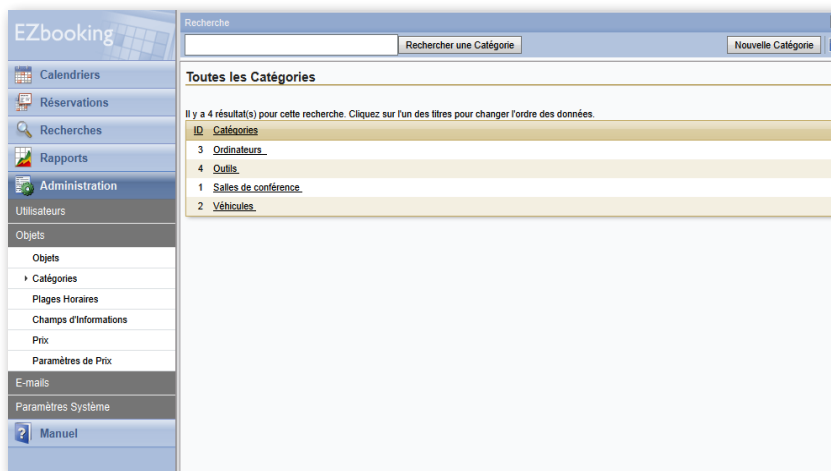 EZbooking
Calendriers
Réservations
Recherches
Rapports
Administration
Utilisateurs
Objets
Objets
Catégories
Plages Horaires
Champs d'Informations
Prix
Paramètres de Prix
E-mails
Paramètres Système
Manuel
Recherche
Rechercher une Catégorie
Nouvelle Catégorie
Toutes les Catégories
Il y a 4 résultat(s) pour cette recherche. Cliquez sur l'un des titres pour changer l'ordre des données.
ID Catégories
3 Ordinateurs
4 Outils
1 Salles de conférence
2 Véhicules